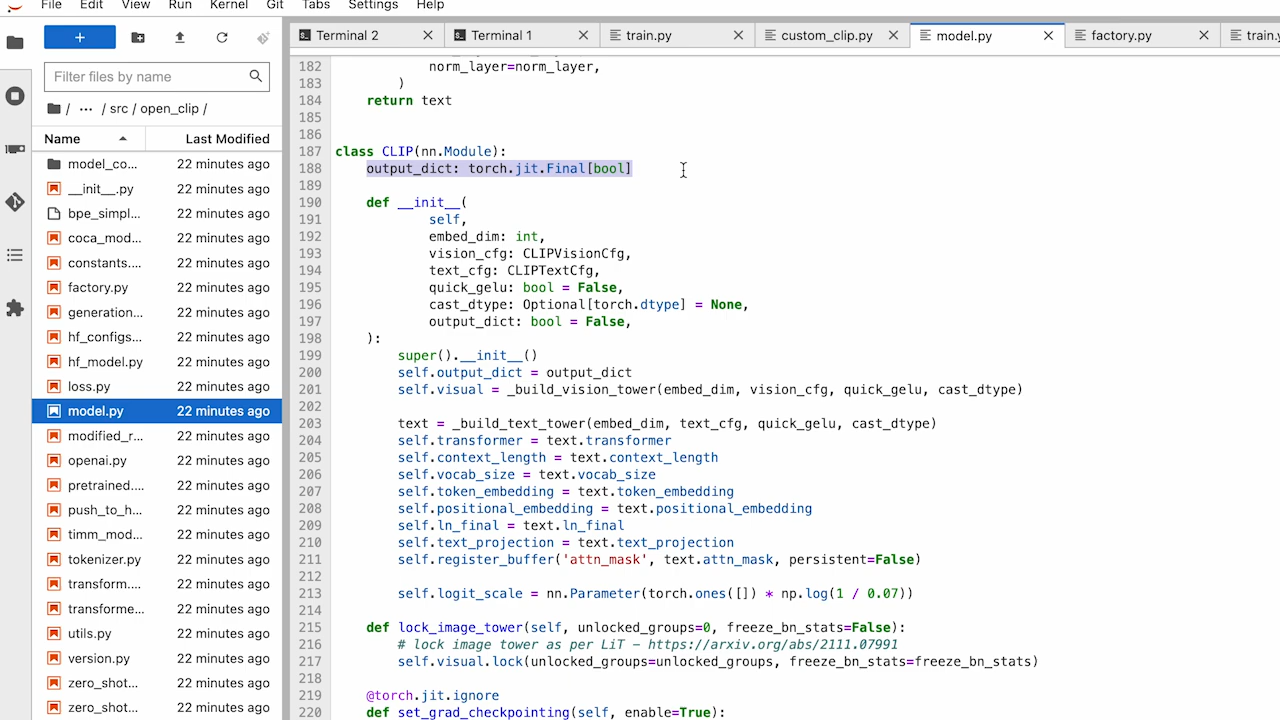 File Edit View Run Kernel Git Tabs Settings Help
+
Terminal 2 Terminal 1 train.py custom_clip.py model.py factory.py train.y
Filter files by name
/ ··· / src / open_clip /
Name Last Modified
model_co... 22 minutes ago
__init__.py 22 minutes ago
bpe_simpl... 22 minutes ago
coca_mod... 22 minutes ago
constants.... 22 minutes ago
factory.py 22 minutes ago
generation... 22 minutes ago
hf_configs... 22 minutes ago
hf_model.py 22 minutes ago
loss.py 22 minutes ago
model.py 22 minutes ago
modified_r... 22 minutes ago
openai.py 22 minutes ago
pretrained.... 22 minutes ago
push_to_h... 22 minutes ago
timm_mod... 22 minutes ago
tokenizer.py 22 minutes ago
transform.... 22 minutes ago
transforme... 22 minutes ago
utils.py 22 minutes ago
version.py 22 minutes ago
zero_shot... 22 minutes ago
zero_shot... 22 minutes ago
182 norm_layer=norm_layer,
183 )
184 return text
185
186
187 class CLIP(nn.Module):
188 output_dict: torch.jit.Final[bool]
189
190 def __init__(
191 self,
192 embed_dim: int,
193 vision_cfg: CLIPVisionCfg,
194 text_cfg: CLIPTextCfg,
195 quick_gelu: bool = False,
196 cast_dtype: Optional[torch.dtype] = None,
197 output_dict: bool = False,
198 ):
199 super().__init__()
200 self.output_dict = output_dict
201 self.visual = _build_vision_tower(embed_dim, vision_cfg, quick_gelu, cast_dtype)
202
203 text = _build_text_tower(embed_dim, text_cfg, quick_gelu, cast_dtype)
204 self.transformer = text.transformer
205 self.context_length = text.context_length
206 self.vocab_size = text.vocab_size
207 self.token_embedding = text.token_embedding
208 self.positional_embedding = text.positional_embedding
209 self.ln_final = text.ln_final
210 self.text_projection = text.text_projection
211 self.register_buffer('attn_mask', text.attn_mask, persistent=False)
212
213 self.logit_scale = nn.Parameter(torch.ones([]) * np.log(1 / 0.07))
214
215 def lock_image_tower(self, unlocked_groups=0, freeze_bn_stats=False):
216 # lock image tower as per LiT - https://arxiv.org/abs/2111.07991
217 self.visual.lock(unlocked_groups=unlocked_groups, freeze_bn_stats=freeze_bn_stats)
218
219 @torch.jit.ignore
220 def set_grad_checkpointing(self, enable=True):